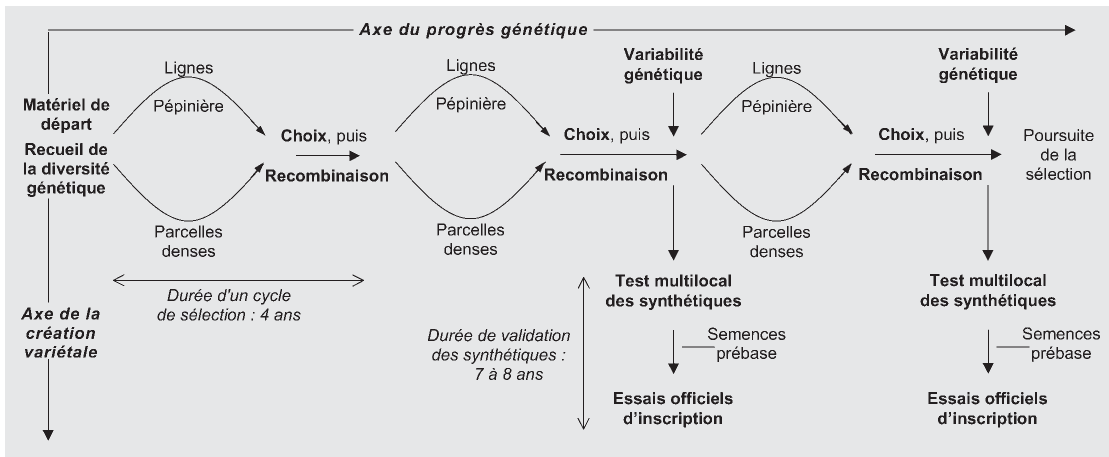 Axe du progrès génétique
Matériel de
départ
Recueil de
la diversité
génétique
Lignes
Pépinière
Parcelles
denses
Choix, puis
Recombinaison
Lignes
Pépinière
Parcelles
denses
Variabilité
génétique
Choix, puis
Recombinaison
Lignes
Pépinière
Parcelles
denses
Variabilité
génétique
Choix, puis
Recombinaison
Poursuite
de la
sélection
Axe de la
création
variétale
Durée d'un cycle
de sélection : 4 ans
Durée de validation
des synthétiques :
7 à 8 ans
Test multilocal
des synthétiques
Semences
prébase
Essais officiels
d'inscription
Test multilocal
des synthétiques
Semences
prébase
Essais officiels
d'inscription